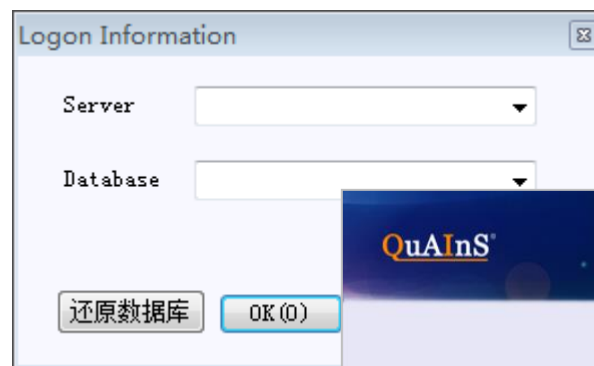 Logon Information
Server
Database
QuAInS®
还原数据库
OK(O)